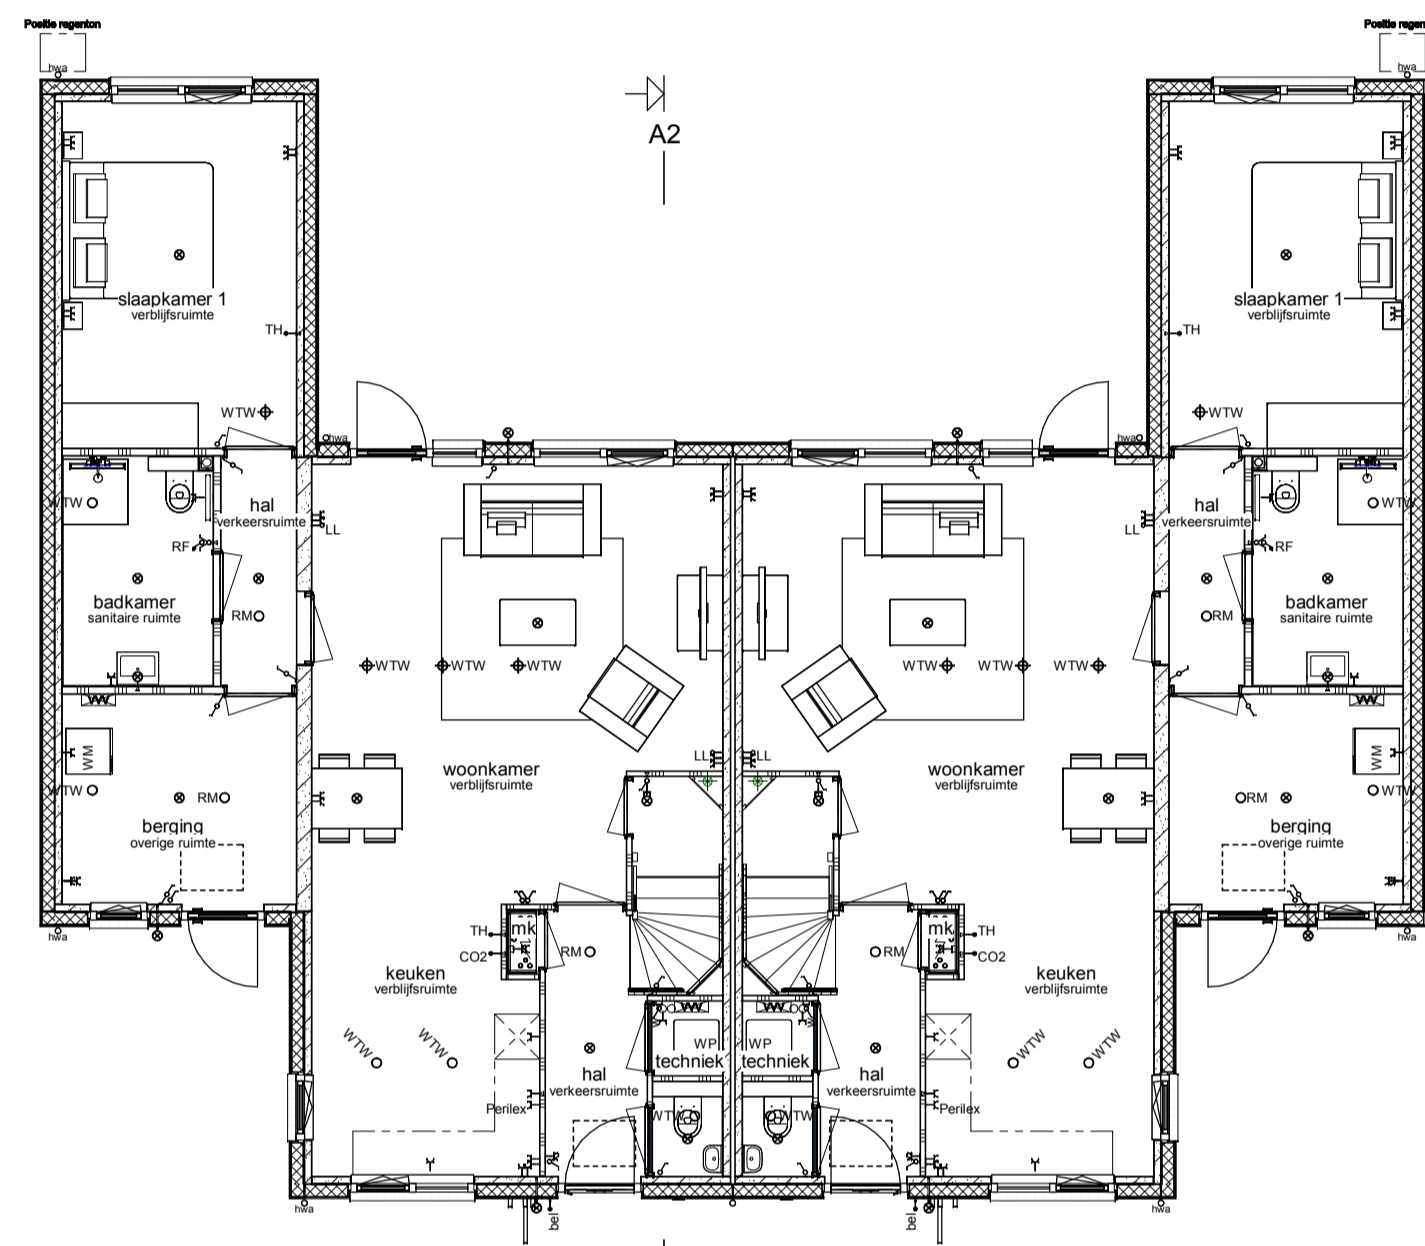 Positie regenton
Positie regen
hwa
hwa
A2
slaapkamer 1
verblijfsruimte
slaapkamer 1
verblijfsruimte
TH
TH
WTW
WTW
hwa
hwa
hal
verkeersruimte
hal
verkeersruimte
WTW
WTW
LL
LL
RF
RF
badkamer
sanitaire ruimte
badkamer
sanitaire ruimte
RM
RM
WTW
WTW
WTW
WTW
WTW
WTW
WM
LL
LL
WM
woonkamer
verblijfsruimte
woonkamer
verblijfsruimte
WTW
RM
RM
WTW
berging
overige ruimte
berging
overige ruimte
hwa
hwa
TH
mk
mk
TH
CO2
RM
RM
CO2
keuken
verblijfsruimte
keuken
verblijfsruimte
WTW
WTW
WP
WP
WTW
WTW
techniek
techniek
hal
verkeersruimte
hal
verkeersruimte
Perilex
WTW
WTW
Perilex
hwa
bel
bel
hwa